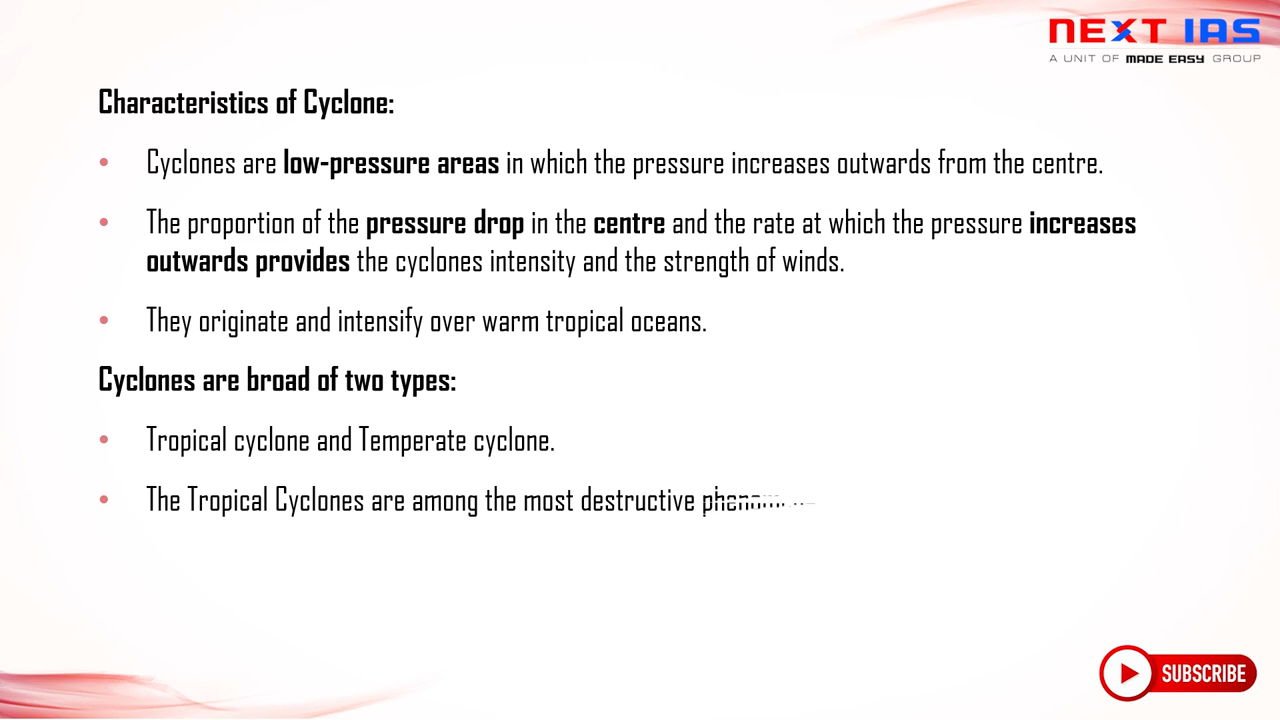 NEXT IAS
A UNIT OF MADE EASY GROUP
Characteristics of Cyclone:
• Cyclones are low-pressure areas in which the pressure increases outwards from the centre.
• The proportion of the pressure drop in the centre and the rate at which the pressure increases
outwards provides the cyclones intensity and the strength of winds.
• They originate and intensify over warm tropical oceans.
Cyclones are broad of two types:
• Tropical cyclone and Temperate cyclone.
• The Tropical Cyclones are among the most destructive
SUBSCRIBE